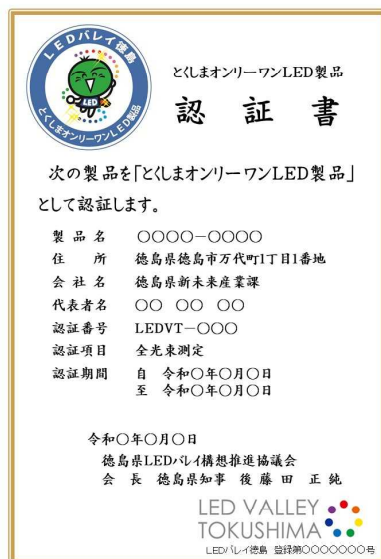 LEDバレイ徳島
LED
とくしまオンリーワンLED製品
とくしまオンリーワンLED製品
認証書
次の製品を「とくしまオンリーワンLED製品」
として認証します。
製品名 〇〇〇〇－〇〇〇〇
住所 徳島県徳島市万代町1丁目1番地
会社名 徳島県新未来産業課
代表者名 〇〇 〇〇 〇〇
認証番号 LEDVT－〇〇〇
認証項目 全光束測定
認証期間 自 令和〇年〇月〇日
至 令和〇年〇月〇日
令和〇年〇月〇日
徳島県LEDバレイ構想推進協議会
会長 徳島県知事 後藤田 正純
LED VALLEY
TOKUSHIMA
LEDバレイ徳島 登録第〇〇〇〇〇〇〇号